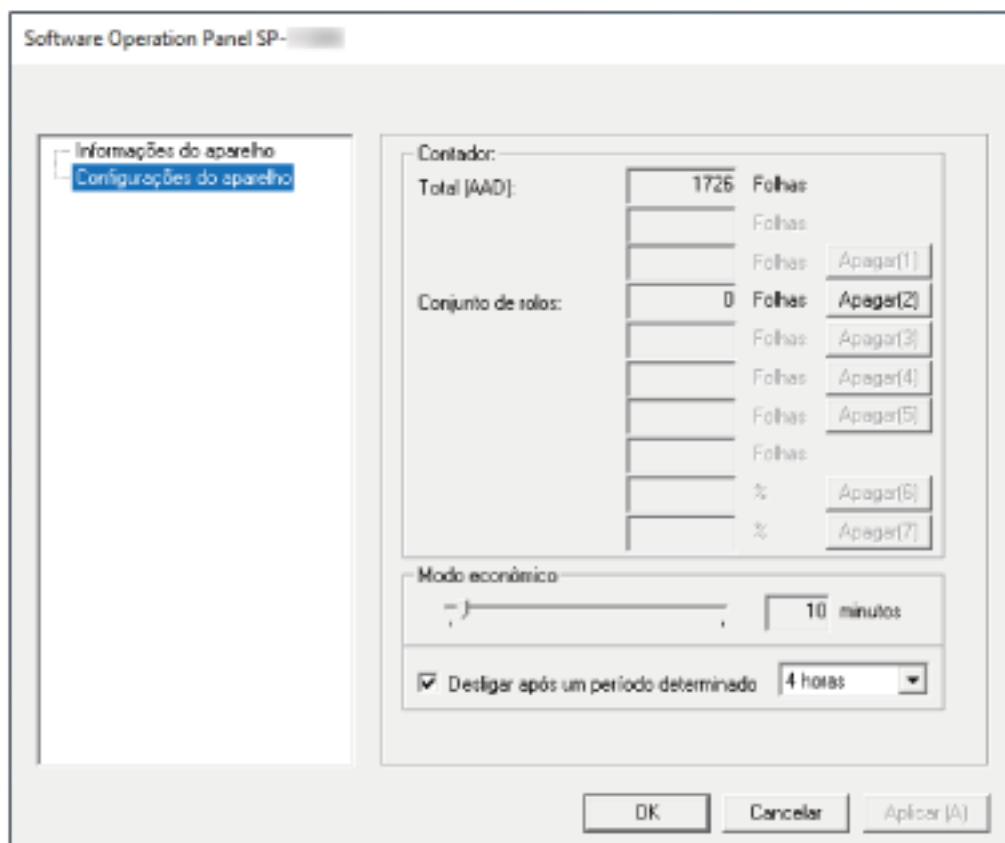 Software Operation Panel SP-
Informações do aparelho
Configurações do aparelho
Contador:
Total (AAD): 1726 Folhas
Folhas
Folhas Apagar(1)
Conjunto de rolos: 0 Folhas Apagar(2)
Folhas Apagar(3)
Folhas Apagar(4)
Folhas Apagar(5)
Folhas
% Apagar(6)
% Apagar(7)
Modo econômico
10 minutos
Desligar após um período determinado 4 horas
OK Cancelar Aplicar (A)